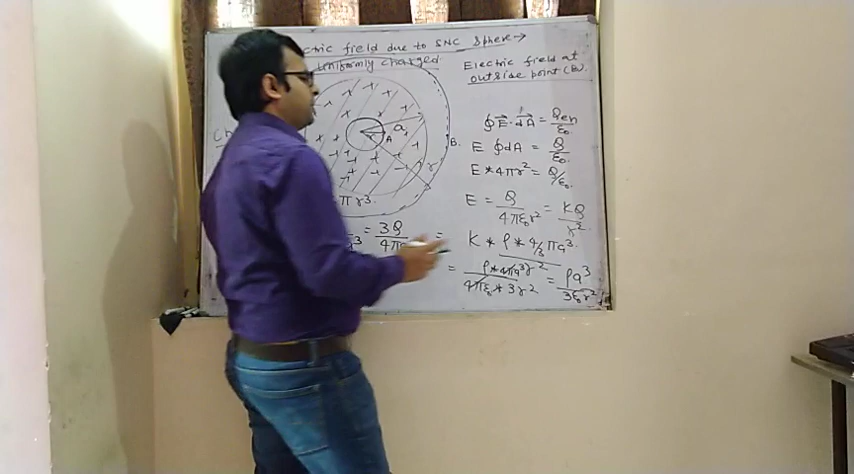 ctric field due to SNC Sphere →
Uniformly charged.
a
A
B.
r
πr3.
= 3Q / 4πa
Electric field at
outside point (B).
∮E⃗·dA⃗ = Qen/ε₀
E ∮dA = Q/ε₀
E * 4πr² = Q/ε₀
E = Q/4πε₀r² = KQ/r²
= K * ρ * 4/3 πa³.
= ρ*4πa³/4πε₀*3r² = ρa³/3ε₀r²